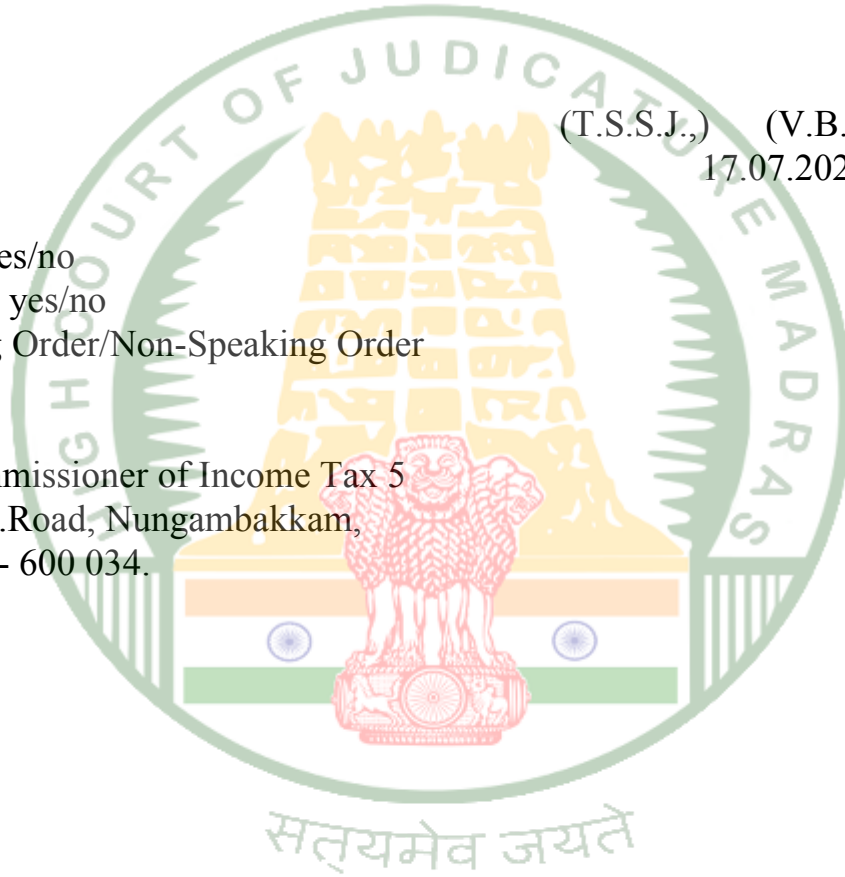 (T.S.S.J.,) (V.B.
17.07.202
es/no
yes/no
Order/Non-Speaking Order
missioner of Income Tax 5
.Road, Nungambakkam,
- 600 034.
HIGH COURT OF JUDICATURE MADRAS
सत्यमेव जयते